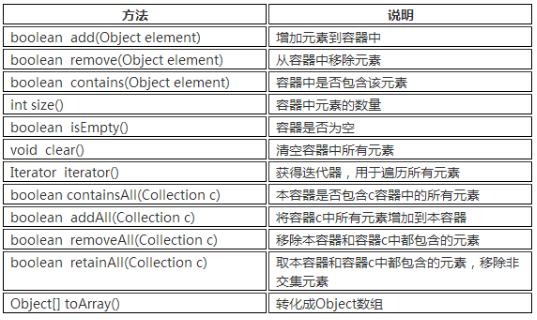 方法 说明
boolean add(Object element) 增加元素到容器中
boolean remove(Object element) 从容器中移除元素
boolean contains(Object element) 容器中是否包含该元素
int size() 容器中元素的数量
boolean isEmpty() 容器是否为空
void clear() 清空容器中所有元素
Iterator iterator() 获得迭代器，用于遍历所有元素
boolean containsAll(Collection c) 本容器是否包含c容器中的所有元素
boolean addAll(Collection c) 将容器c中所有元素增加到本容器
boolean removeAll(Collection c) 移除本容器和容器c中都包含的元素
boolean retainAll(Collection c) 取本容器和容器c中都包含的元素，移除非
交集元素
Object[] toArray() 转化成Object数组